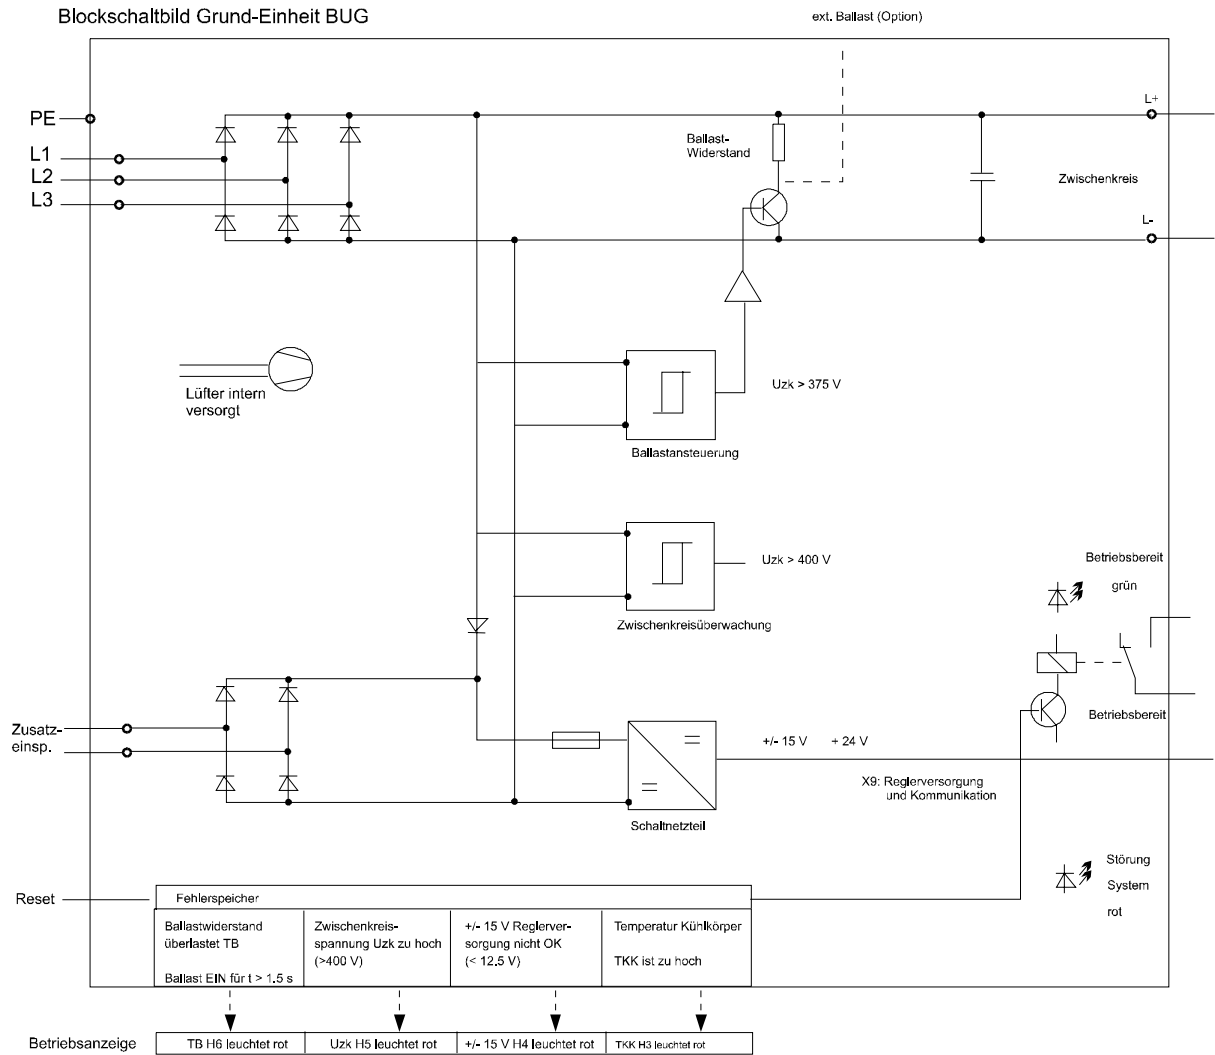 Blockschaltbild Grund-Einheit BUG
ext. Ballast (Option)
PE
L1
L2
L3
L+
Ballast-
Widerstand
Zwischenkreis
L-
Lüfter intern
versorgt
Uzk > 375 V
Ballastansteuerung
Uzk > 400 V
Zwischenkreisüberwachung
Betriebsbereit
grün
Betriebsbereit
Zusatz-
einsp.
+/- 15 V + 24 V
X9: Reglerversorgung
und Kommunikation
Schaltnetzteil
Störung
System
rot
Reset
Fehlerspeicher
Ballastwiderstand
überlastet TB
Ballast EIN für t > 1.5 s
Zwischenkreis-
spannung Uzk zu hoch
(>400 V)
+/- 15 V Reglerver-
sorgung nicht OK
(< 12.5 V)
Temperatur Kühlkörper
TKK ist zu hoch
Betriebsanzeige
TB H6 leuchtet rot
Uzk H5 leuchtet rot
+/- 15 V H4 leuchtet rot
TKK H3 leuchtet rot